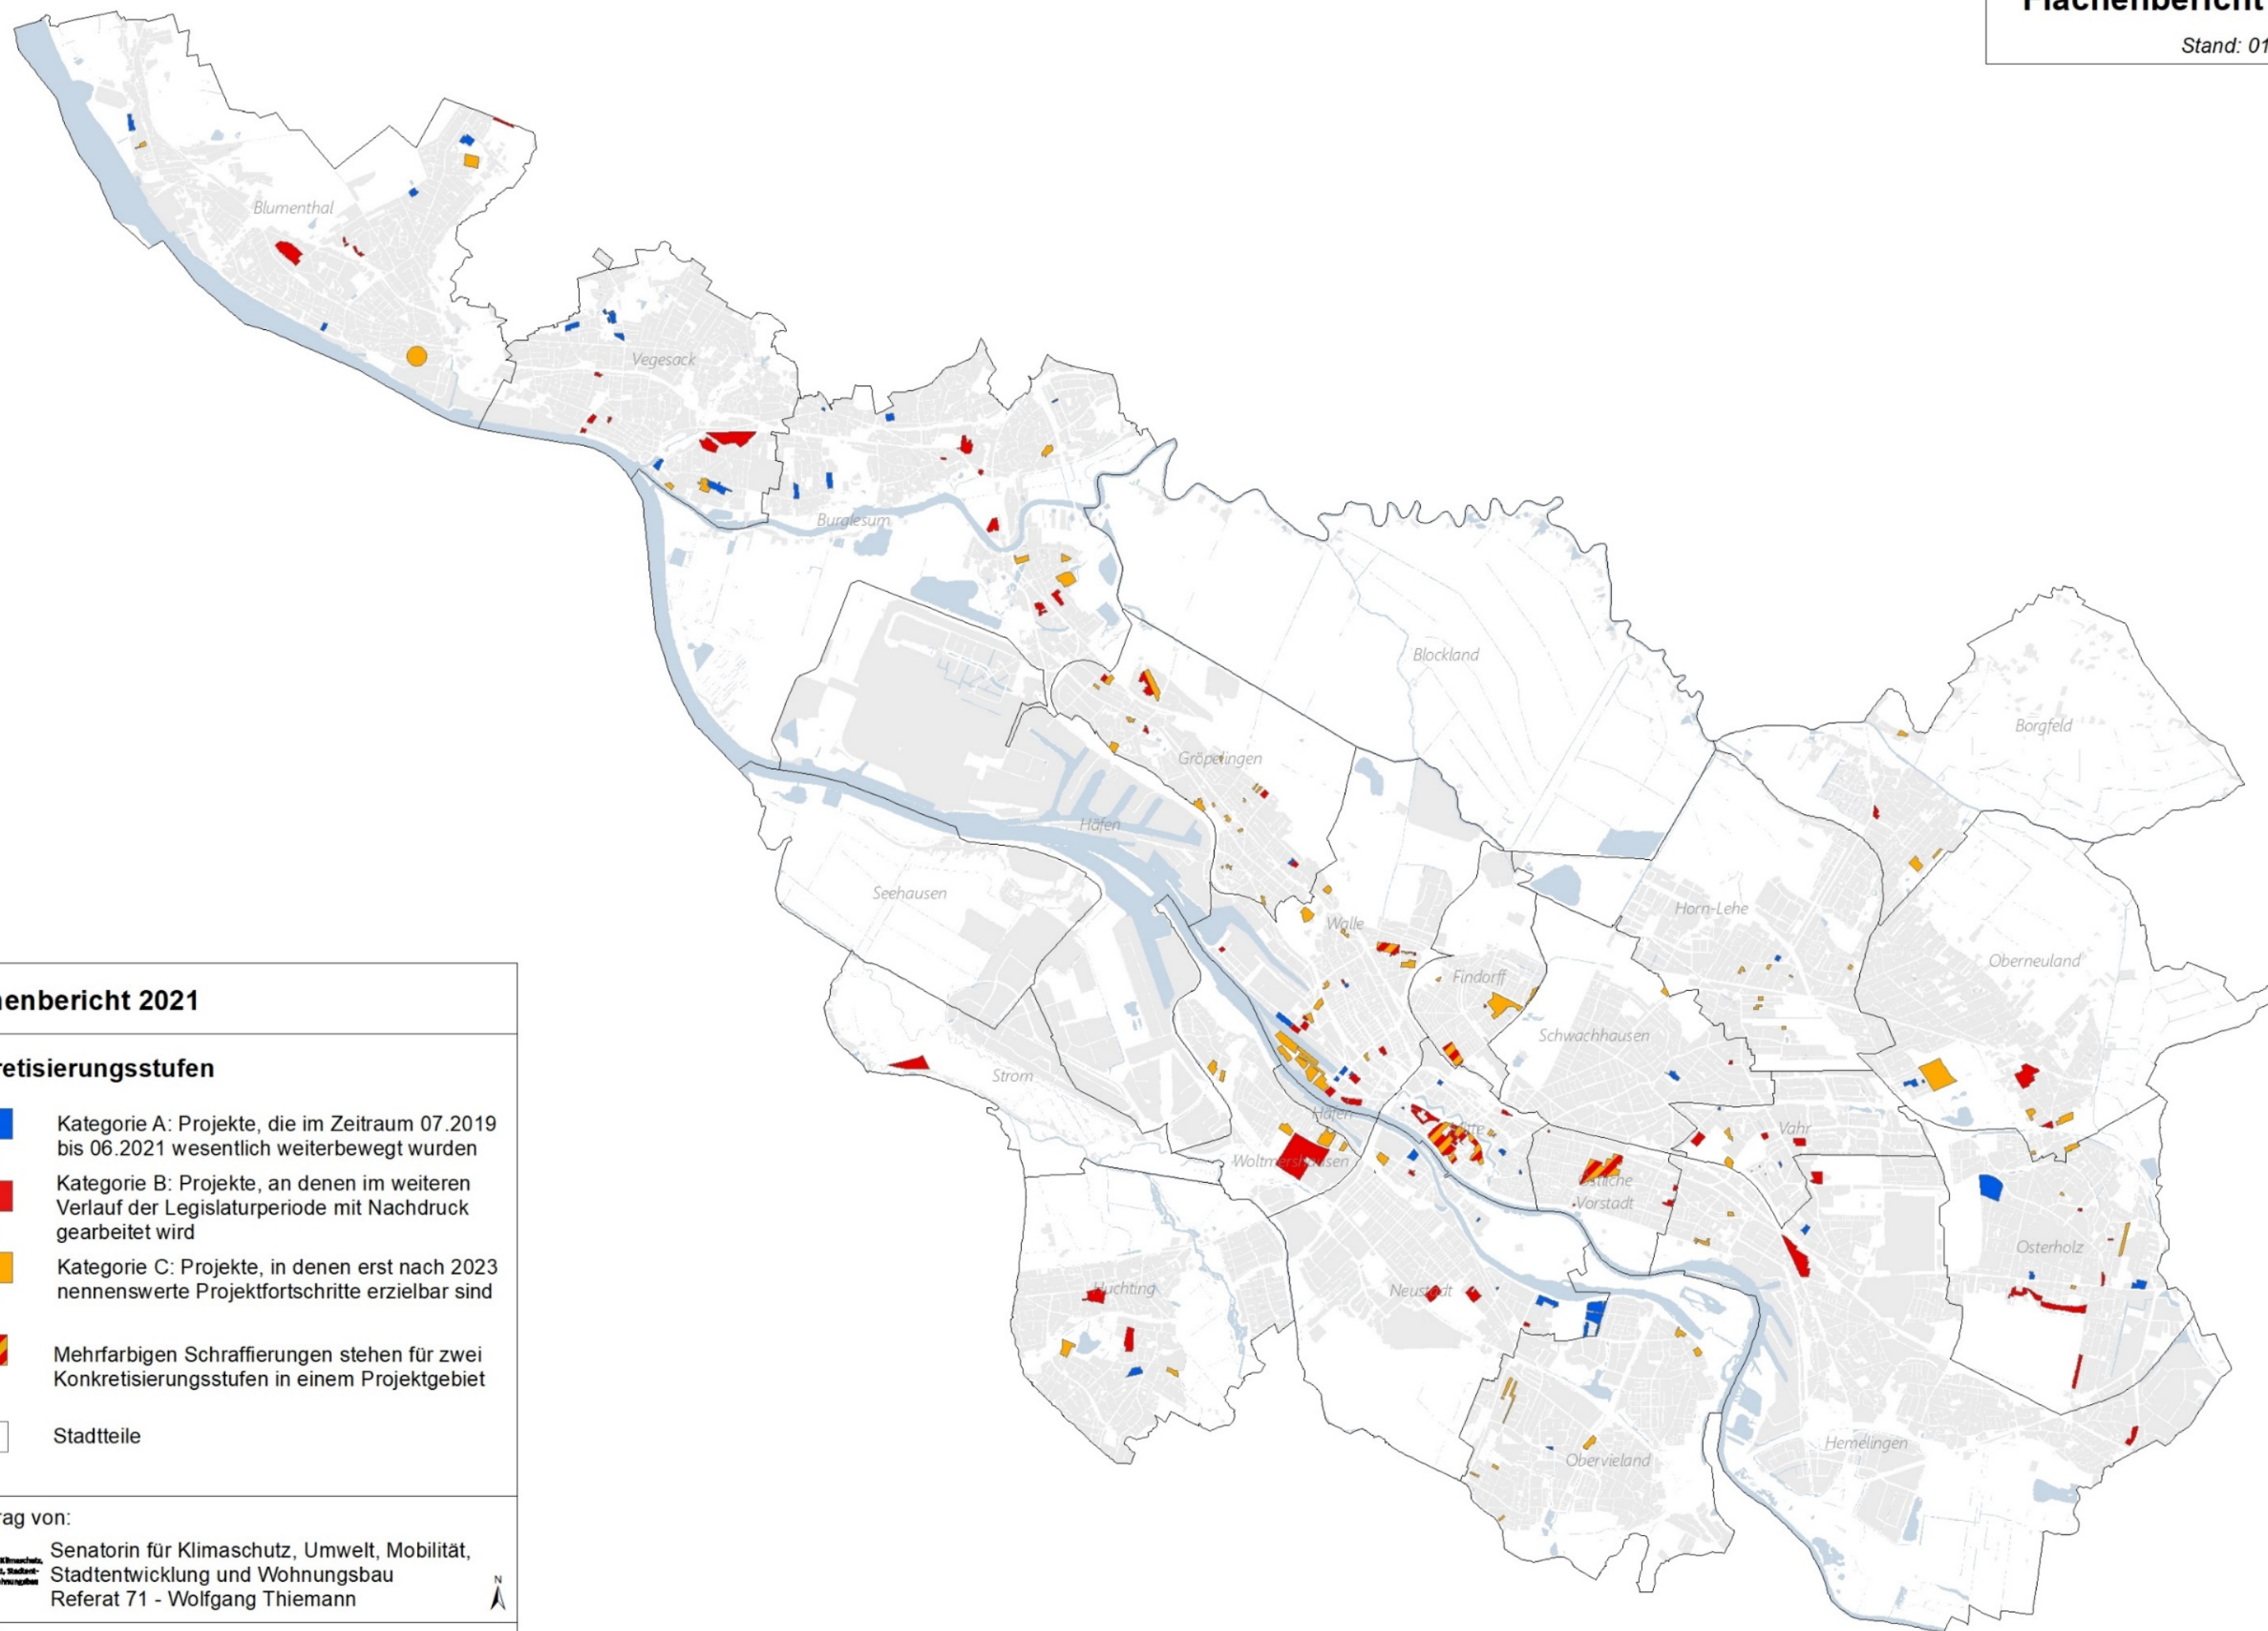 Flächenbericht
Stand: 01
Blumenthal
Vegesack
Burglesum
Blockland
Borgfeld
Gröpelingen
Häfen
Seehausen
Horn-Lehe
Walle
Oberneuland
Findorff
Schwachhausen
Strom
Häfen
Mitte
Vahr
Woltmershausen
Östliche
Vorstadt
Osterholz
Huchting
Neustadt
Hemelingen
Obervieland
enbericht 2021
retisierungsstufen
Kategorie A: Projekte, die im Zeitraum 07.2019
bis 06.2021 wesentlich weiterbewegt wurden
Kategorie B: Projekte, an denen im weiteren
Verlauf der Legislaturperiode mit Nachdruck
gearbeitet wird
Kategorie C: Projekte, in denen erst nach 2023
nennenswerte Projektfortschritte erzielbar sind
Mehrfarbigen Schraffierungen stehen für zwei
Konkretisierungsstufen in einem Projektgebiet
Stadtteile
rag von:
Senatorin für Klimaschutz, Umwelt, Mobilität,
Stadtentwicklung und Wohnungsbau
Referat 71 - Wolfgang Thiemann
N